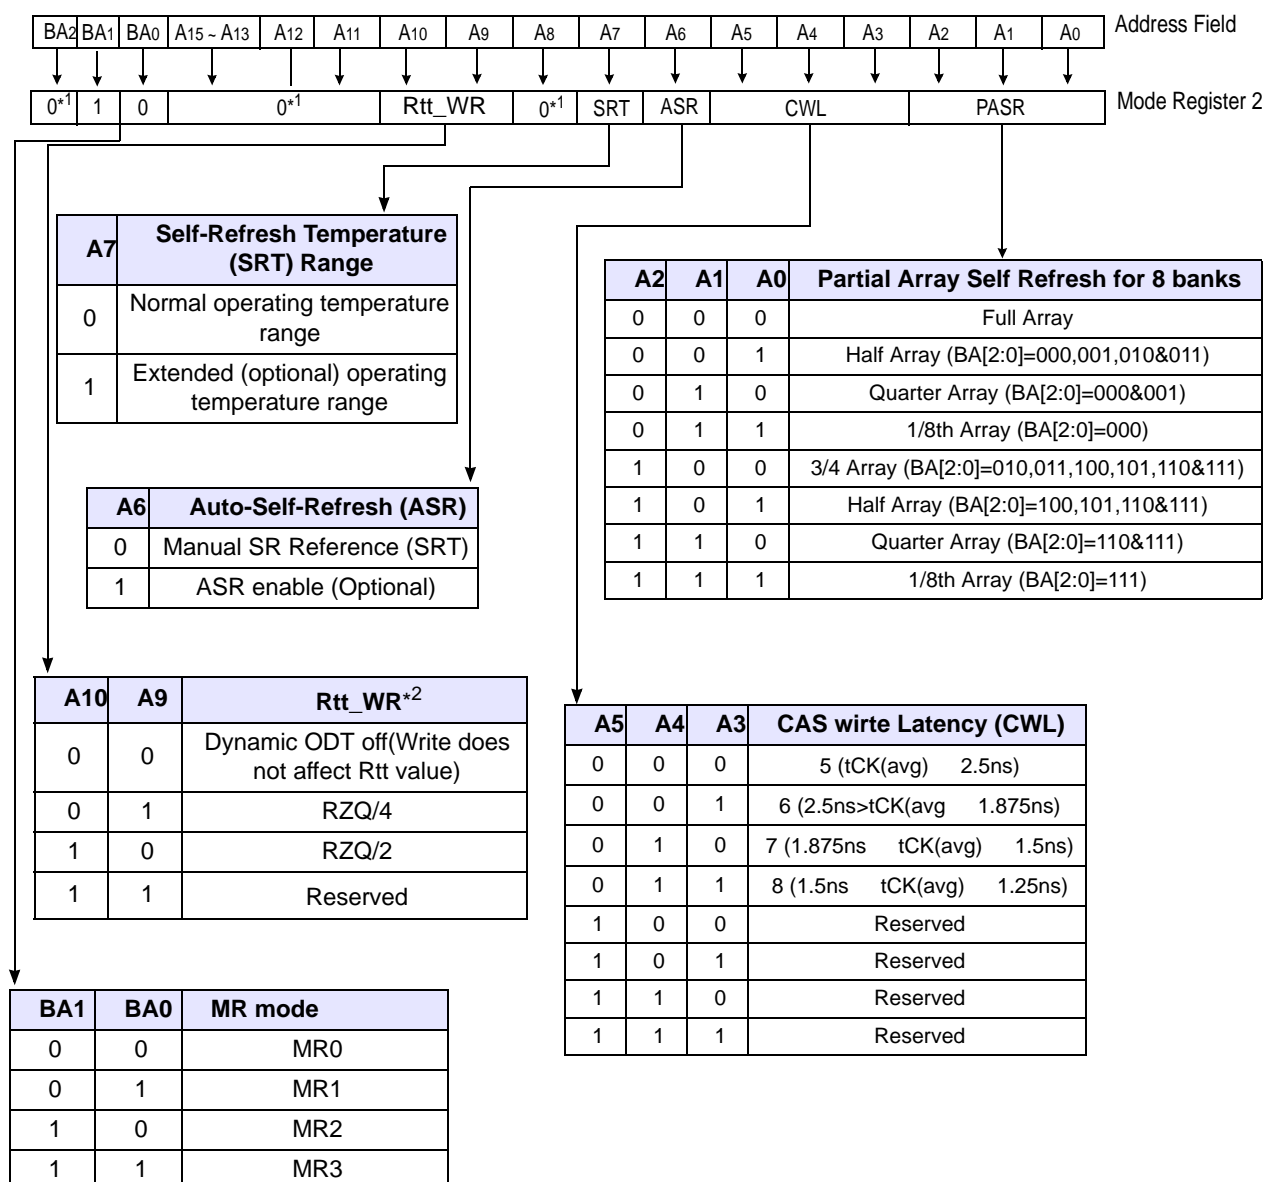 BA2 BA1 BA0 A15 ~ A13 A12 A11 A10 A9 A8 A7 A6 A5 A4 A3 A2 A1 A0 Address Field
0*1 1 0 0*1 Rtt_WR 0*1 SRT ASR CWL PASR Mode Register 2
A7 Self-Refresh Temperature
(SRT) Range
0 Normal operating temperature
range
1 Extended (optional) operating
temperature range
A2 A1 A0 Partial Array Self Refresh for 8 banks
0 0 0 Full Array
0 0 1 Half Array (BA[2:0]=000,001,010&011)
0 1 0 Quarter Array (BA[2:0]=000&001)
0 1 1 1/8th Array (BA[2:0]=000)
1 0 0 3/4 Array (BA[2:0]=010,011,100,101,110&111)
1 0 1 Half Array (BA[2:0]=100,101,110&111)
1 1 0 Quarter Array (BA[2:0]=110&111)
1 1 1 1/8th Array (BA[2:0]=111)
A6 Auto-Self-Refresh (ASR)
0 Manual SR Reference (SRT)
1 ASR enable (Optional)
A10 A9 Rtt_WR*2
0 0 Dynamic ODT off(Write does
not affect Rtt value)
0 1 RZQ/4
1 0 RZQ/2
1 1 Reserved
A5 A4 A3 CAS wirte Latency (CWL)
0 0 0 5 (tCK(avg) 2.5ns)
0 0 1 6 (2.5ns>tCK(avg 1.875ns)
0 1 0 7 (1.875ns tCK(avg) 1.5ns)
0 1 1 8 (1.5ns tCK(avg) 1.25ns)
1 0 0 Reserved
1 0 1 Reserved
1 1 0 Reserved
1 1 1 Reserved
BA1 BA0 MR mode
0 0 MR0
0 1 MR1
1 0 MR2
1 1 MR3